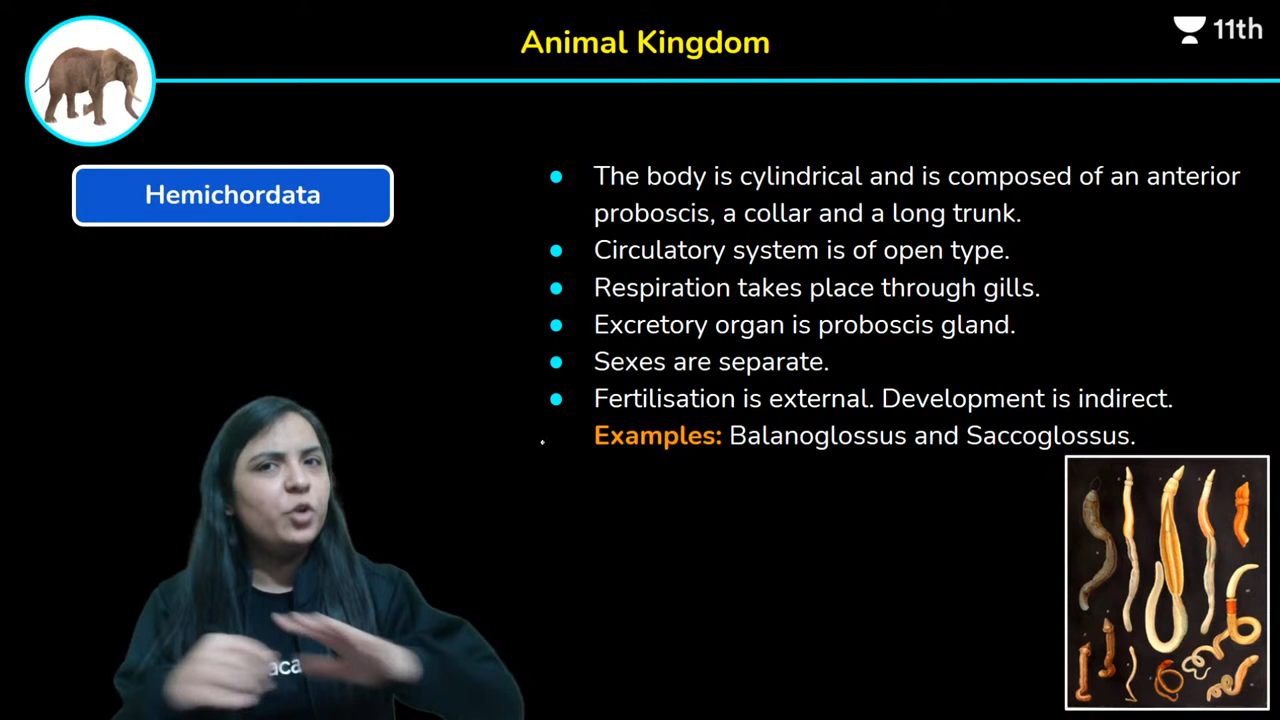 Animal Kingdom
11th
Hemichordata
The body is cylindrical and is composed of an anterior
proboscis, a collar and a long trunk.
Circulatory system is of open type.
Respiration takes place through gills.
Excretory organ is proboscis gland.
Sexes are separate.
Fertilisation is external. Development is indirect.
Examples: Balanoglossus and Saccoglossus.
aca